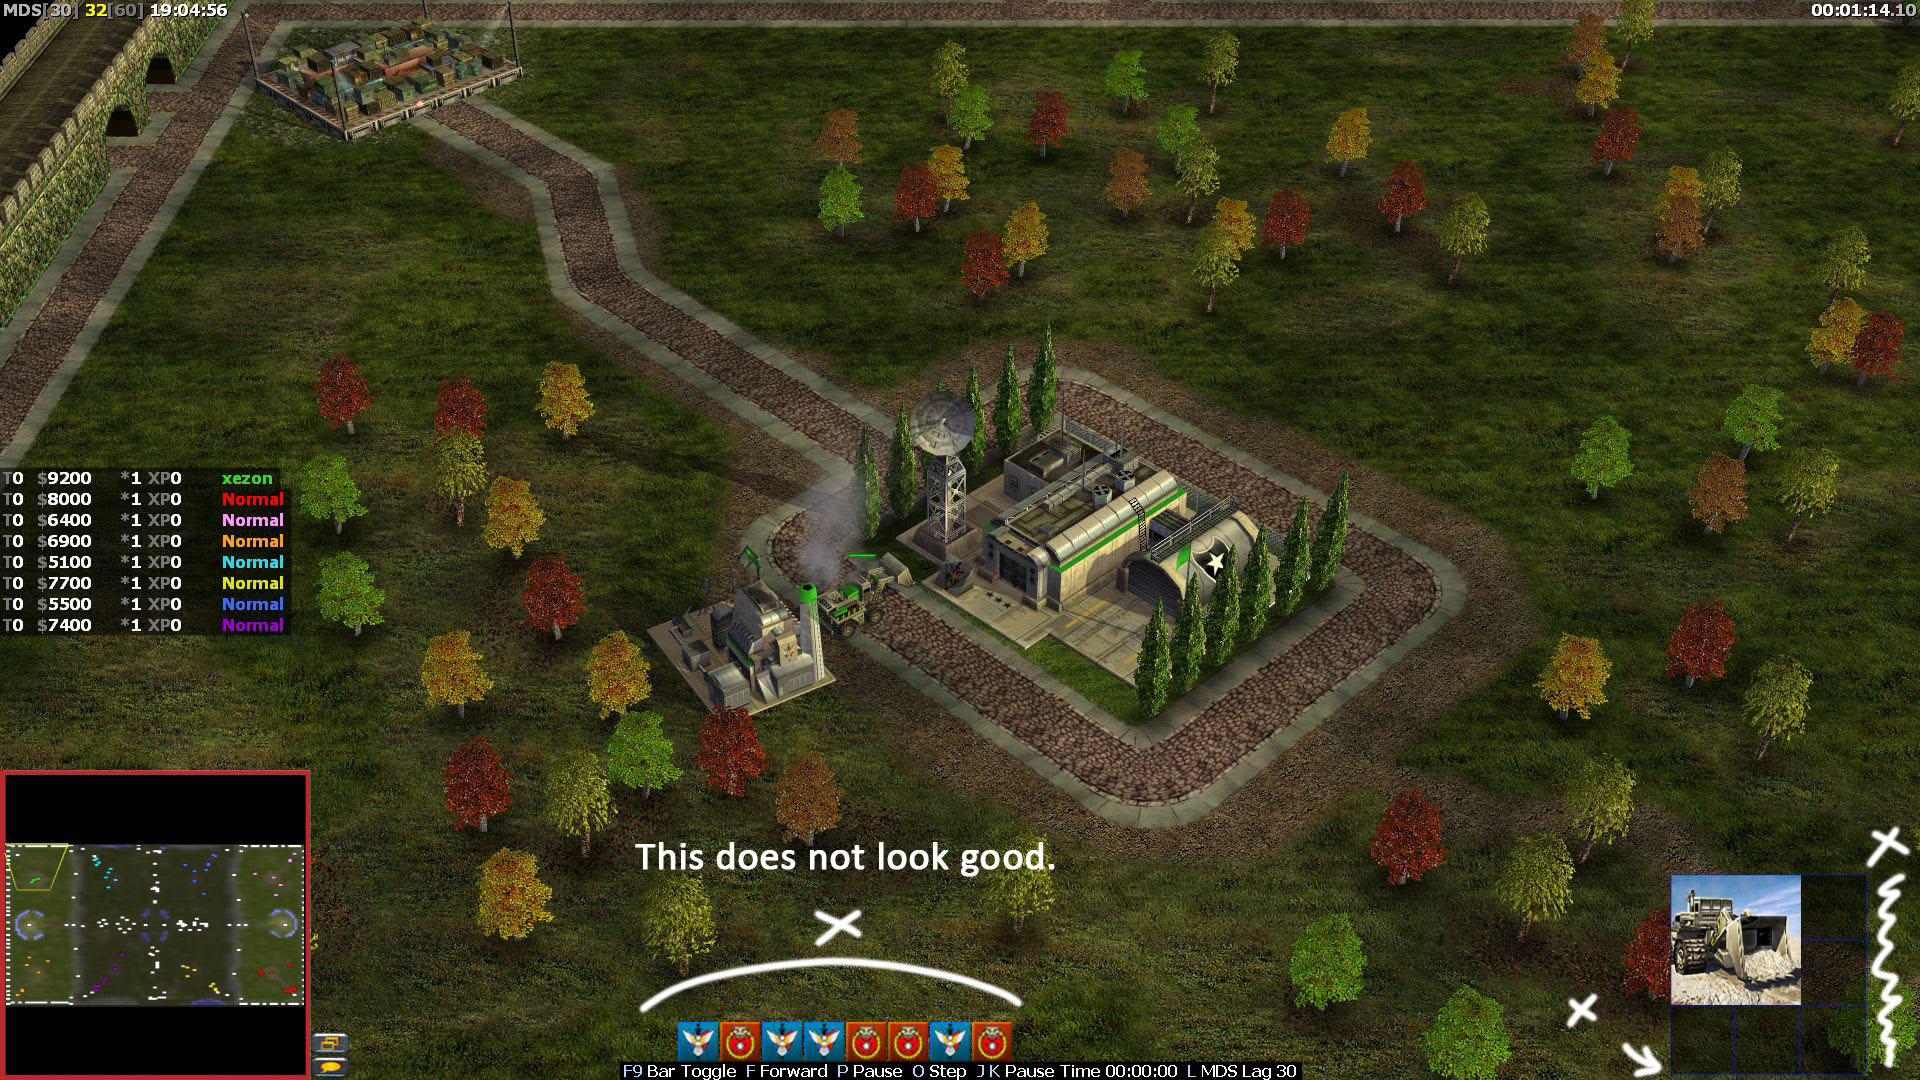 MDS[30] 32[60] 19:04:56
00:01:14.10
T0 $9200 *1 XP0 xezon
T0 $8000 *1 XP0 Normal
T0 $6400 *1 XP0 Normal
T0 $6900 *1 XP0 Normal
T0 $5100 *1 XP0 Normal
T0 $7700 *1 XP0 Normal
T0 $5500 *1 XP0 Normal
T0 $7400 *1 XP0 Normal
This does not look good.
F9 Bar Toggle F Forward P Pause O Step J K Pause Time 00:00:00 L MDS Lag 30